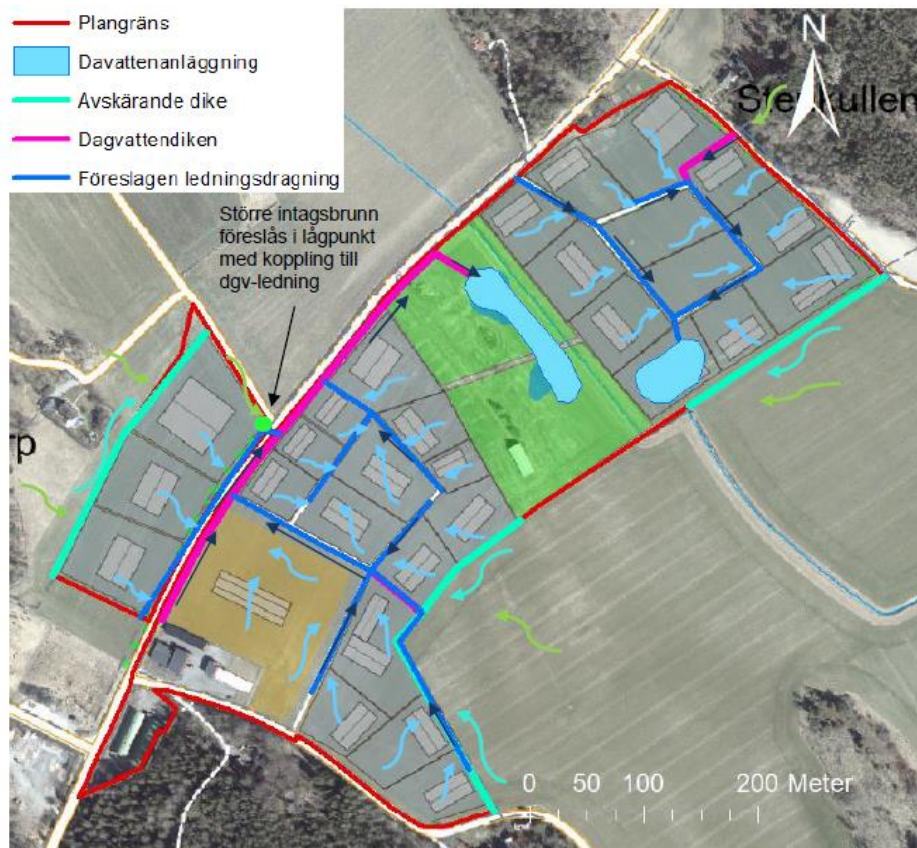 Plangräns
Davattenanläggning
Avskärande dike
Dagvattendiken
Föreslagen ledningsdragning
Större intagsbrunn
föreslås i lågpunkt
med koppling till
dgv-ledning
N
rp
0 50 100 200 Meter